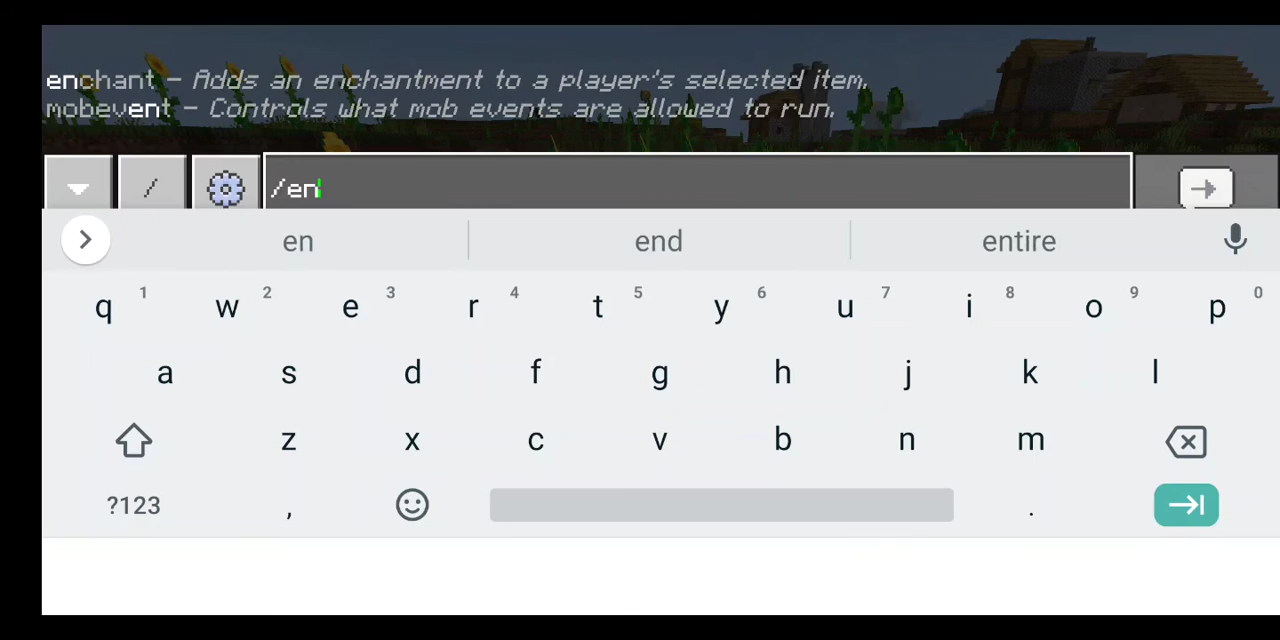 enchant – Adds an enchantment to a player's selected item.
mobevent – Controls what mob events are allowed to run.
/ /en
en end entire
q 1 w 2 e 3 r 4 t 5 y 6 u 7 i 8 o 9 p 0
a s d f g h j k l
z x c v b n m
?123 , .